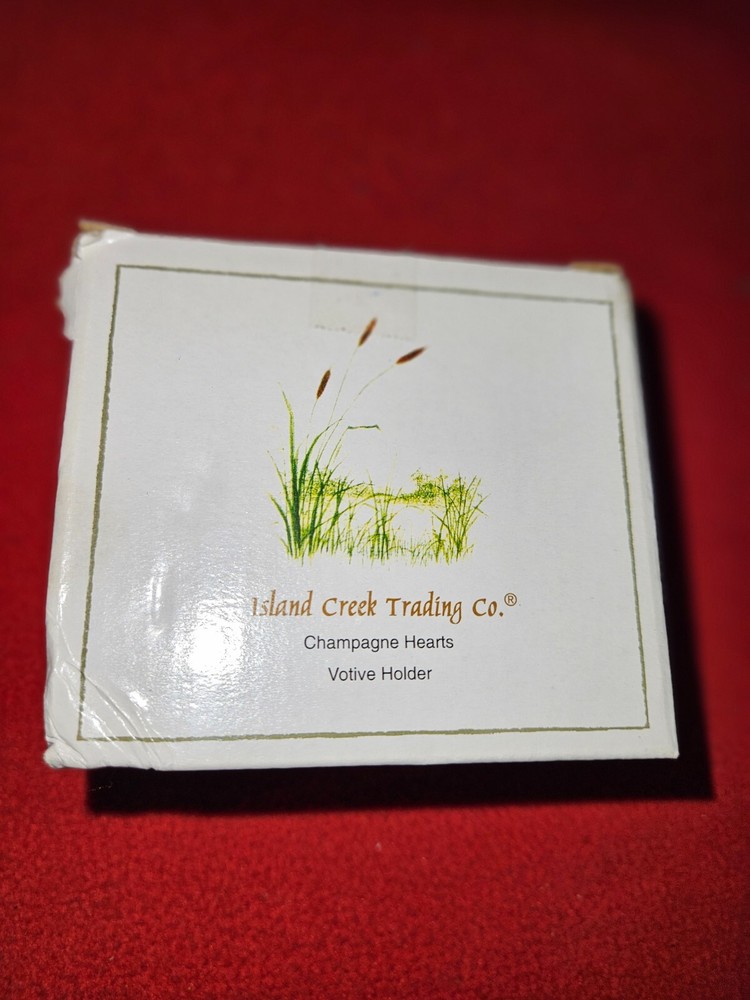 Island Creek Trading Co.®
Champagne Hearts
Votive Holder